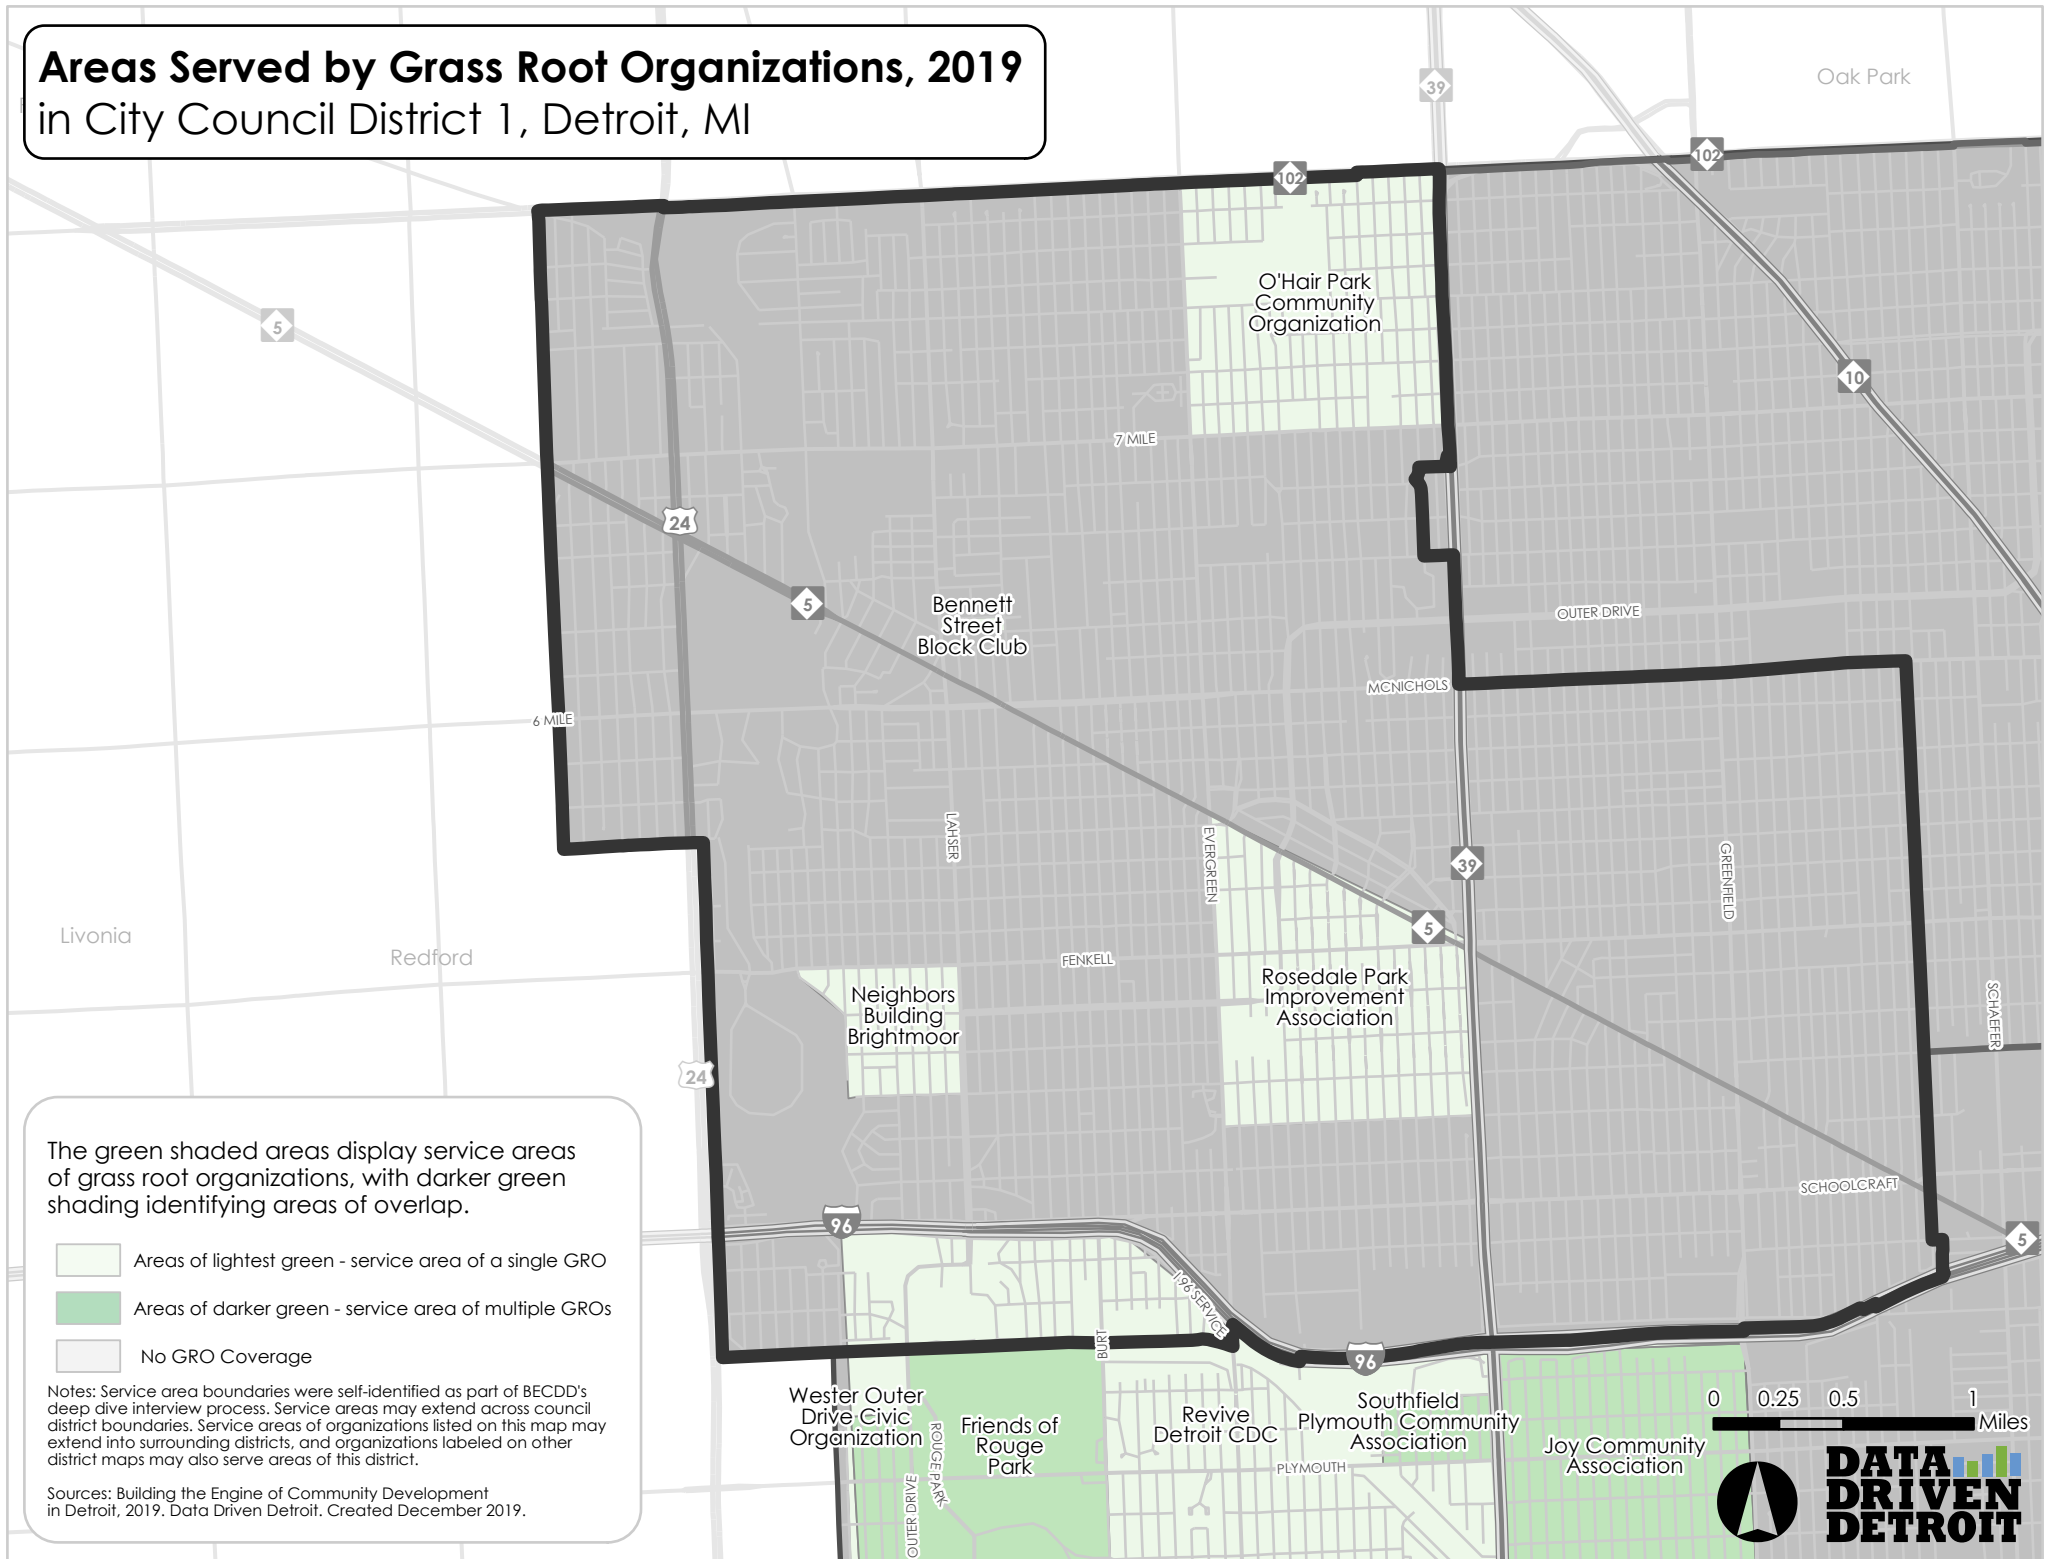 Areas Served by Grass Root Organizations, 2019
in City Council District 1, Detroit, MI
Oak Park
39
102
102
5
10
O'Hair Park
Community
Organization
7 MILE
24
5
Bennett
Street
Block Club
OUTER DRIVE
MCNICHOLS
6 MILE
LAHSER
EVERGREEN
39
GREENFIELD
5
Livonia
Redford
FENKELL
Rosedale Park
Improvement
Association
Neighbors
Building
Brightmoor
SCHAEFER
24
SCHOOLCRAFT
96
5
I 96 SERVICE
BURT
96
Wester Outer
Drive Civic
Organization
Friends of
Rouge
Park
Revive
Detroit CDC
Southfield
Plymouth Community
Association
Joy Community
Association
ROUGE PARK
OUTER DRIVE
PLYMOUTH
The green shaded areas display service areas
of grass root organizations, with darker green
shading identifying areas of overlap.
Areas of lightest green - service area of a single GRO
Areas of darker green - service area of multiple GROs
No GRO Coverage
Notes: Service area boundaries were self-identified as part of BECDD's
deep dive interview process. Service areas may extend across council
district boundaries. Service areas of organizations listed on this map may
extend into surrounding districts, and organizations labeled on other
district maps may also serve areas of this district.
Sources: Building the Engine of Community Development
in Detroit, 2019. Data Driven Detroit. Created December 2019.
0 0.25 0.5 1
Miles
DATA
DRIVEN
DETROIT